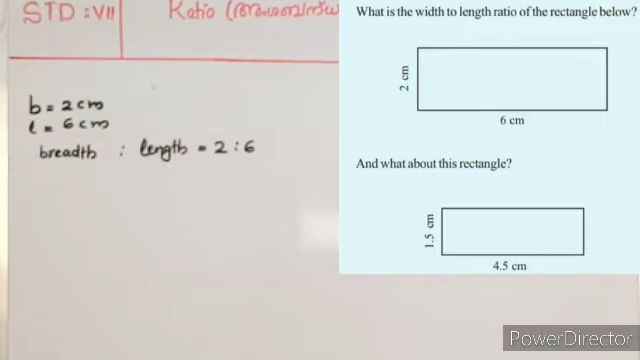 STD : VII
Ratio (അംശബന്ധം
b = 2 cm
l = 6 cm
breadth : length = 2 : 6
What is the width to length ratio of the rectangle below?
2 cm
6 cm
And what about this rectangle?
1.5 cm
4.5 cm
PowerDirector